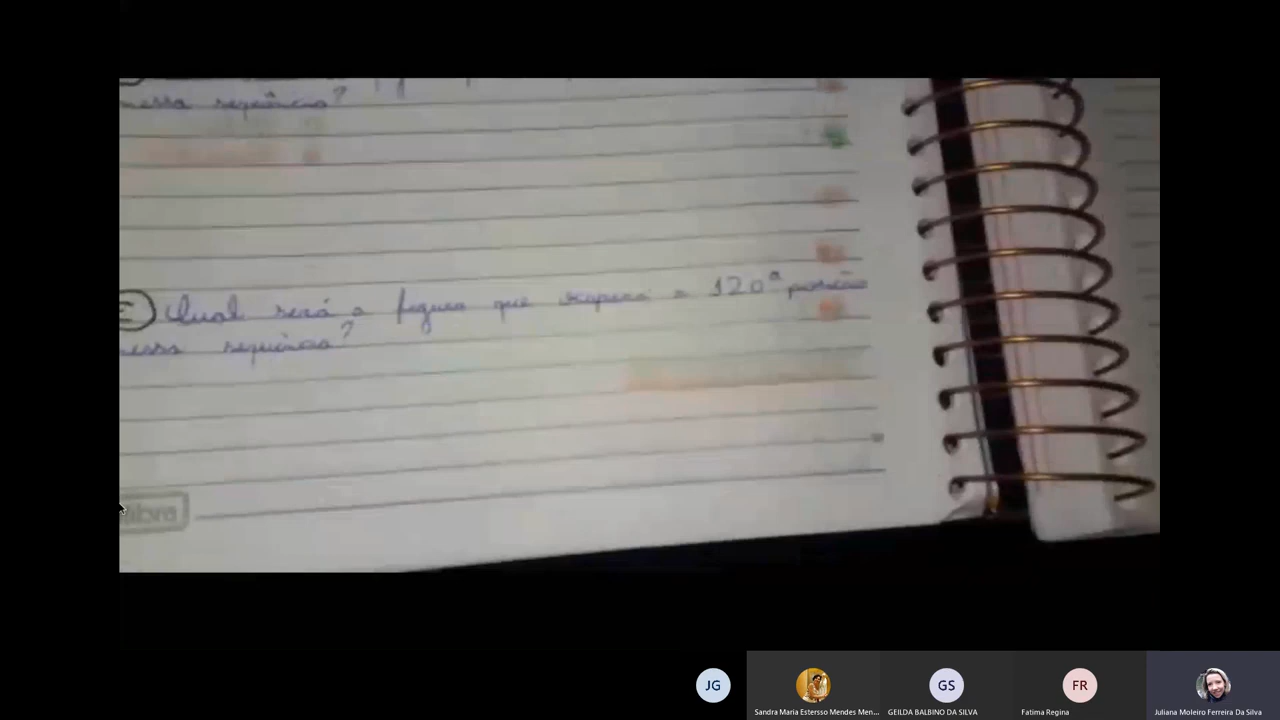 nessa sequência?
E) Qual será a figura que ocupará a 120ª posição
nessa sequência?
JG
GS
FR
Sandra Maria Estersso Mendes Men...
GEILDA BALBINO DA SILVA
Fatima Regina
Juliana Moleiro Ferreira Da Silva